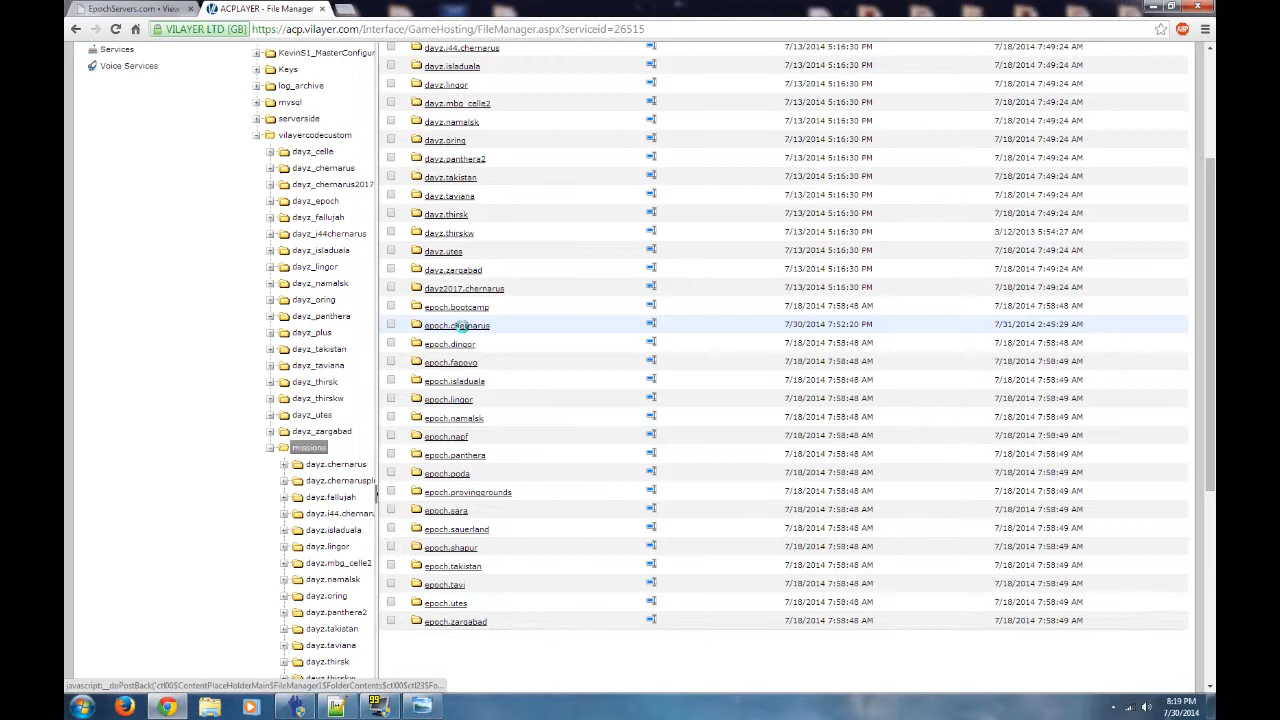 EpochServers.com • View ×
ACPLAYER - File Manager ×
VILAYER LTD [GB] https://acp.vilayer.com/Interface/GameHosting/FileManager.aspx?serviceid=26515
ABP
Services
Voice Services
KevinS1_MasterConfigur
Keys
log_archive
mysql
serverside
vilayercodecustom
dayz_celle
dayz_chernarus
dayz_chernarus2017
dayz_epoch
dayz_fallujah
dayz_i44chernarus
dayz_isladuala
dayz_lingor
dayz_namalsk
dayz_oring
dayz_panthera
dayz_plus
dayz_takistan
dayz_taviana
dayz_thirsk
dayz_thirskw
dayz_utes
dayz_zargabad
missions
dayz.chernarus
dayz.chernaruspl
dayz.fallujah
dayz.i44.chernaru
dayz.isladuala
dayz.lingor
dayz.mbg_celle2
dayz.namalsk
dayz.oring
dayz.panthera2
dayz.takistan
dayz.taviana
dayz.thirsk
dayz.thirskw
dayz.i44.chernarus 7/13/2014 5:16:30 PM 7/18/2014 7:49:24 AM
dayz.isladuala 7/13/2014 5:16:30 PM 7/18/2014 7:49:24 AM
dayz.lingor 7/13/2014 5:16:30 PM 7/18/2014 7:49:24 AM
dayz.mbg_celle2 7/13/2014 5:16:30 PM 7/18/2014 7:49:24 AM
dayz.namalsk 7/13/2014 5:16:30 PM 7/18/2014 7:49:24 AM
dayz.oring 7/13/2014 5:16:30 PM 7/18/2014 7:49:24 AM
dayz.panthera2 7/13/2014 5:16:30 PM 7/18/2014 7:49:24 AM
dayz.takistan 7/13/2014 5:16:30 PM 7/18/2014 7:49:24 AM
dayz.taviana 7/13/2014 5:16:30 PM 7/18/2014 7:49:24 AM
dayz.thirsk 7/13/2014 5:16:30 PM 7/18/2014 7:49:24 AM
dayz.thirskw 7/13/2014 5:16:30 PM 3/12/2013 5:54:27 AM
dayz.utes 7/13/2014 5:16:30 PM 7/18/2014 7:49:24 AM
dayz.zargabad 7/13/2014 5:16:30 PM 7/18/2014 7:49:24 AM
dayz2017.chernarus 7/13/2014 5:16:30 PM 7/18/2014 7:49:24 AM
epoch.bootcamp 7/18/2014 7:58:48 AM 7/18/2014 7:58:49 AM
epoch.chernarus 7/30/2014 7:52:20 PM 7/31/2014 2:45:29 AM
epoch.dingor 7/18/2014 7:58:48 AM 7/18/2014 7:58:49 AM
epoch.fapovo 7/18/2014 7:58:48 AM 7/18/2014 7:58:49 AM
epoch.isladuala 7/18/2014 7:58:48 AM 7/18/2014 7:58:49 AM
epoch.lingor 7/18/2014 7:58:48 AM 7/18/2014 7:58:49 AM
epoch.namalsk 7/18/2014 7:58:48 AM 7/18/2014 7:58:49 AM
epoch.napf 7/18/2014 7:58:48 AM 7/18/2014 7:58:49 AM
epoch.panthera 7/18/2014 7:58:48 AM 7/18/2014 7:58:49 AM
epoch.poda 7/18/2014 7:58:48 AM 7/18/2014 7:58:49 AM
epoch.provinggrounds 7/18/2014 7:58:48 AM 7/18/2014 7:58:49 AM
epoch.sara 7/18/2014 7:58:48 AM 7/18/2014 7:58:49 AM
epoch.sauerland 7/18/2014 7:58:48 AM 7/18/2014 7:58:49 AM
epoch.shapur 7/18/2014 7:58:48 AM 7/18/2014 7:58:49 AM
epoch.takistan 7/18/2014 7:58:48 AM 7/18/2014 7:58:49 AM
epoch.tavi 7/18/2014 7:58:48 AM 7/18/2014 7:58:49 AM
epoch.utes 7/18/2014 7:58:48 AM 7/18/2014 7:58:49 AM
epoch.zargabad 7/18/2014 7:58:48 AM 7/18/2014 7:58:49 AM
javascript:__doPostBack('ctl00$ContentPlaceHolderMain$FileManager1$FolderContents$ctl00$ctl23$Fo...
99
8:19 PM
7/30/2014